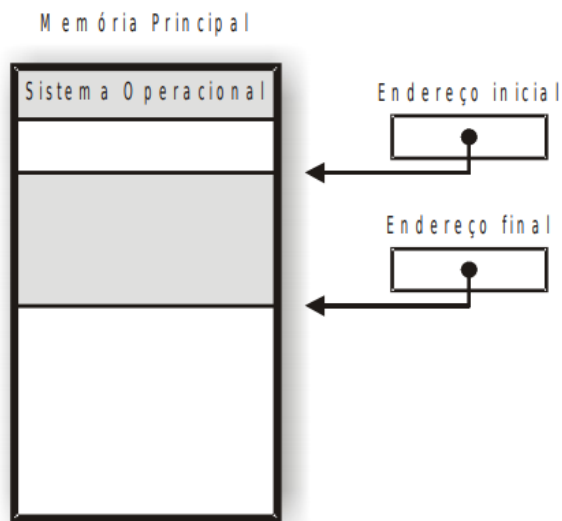 Memória Principal
Sistema Operacional
Endereço inicial
Endereço final